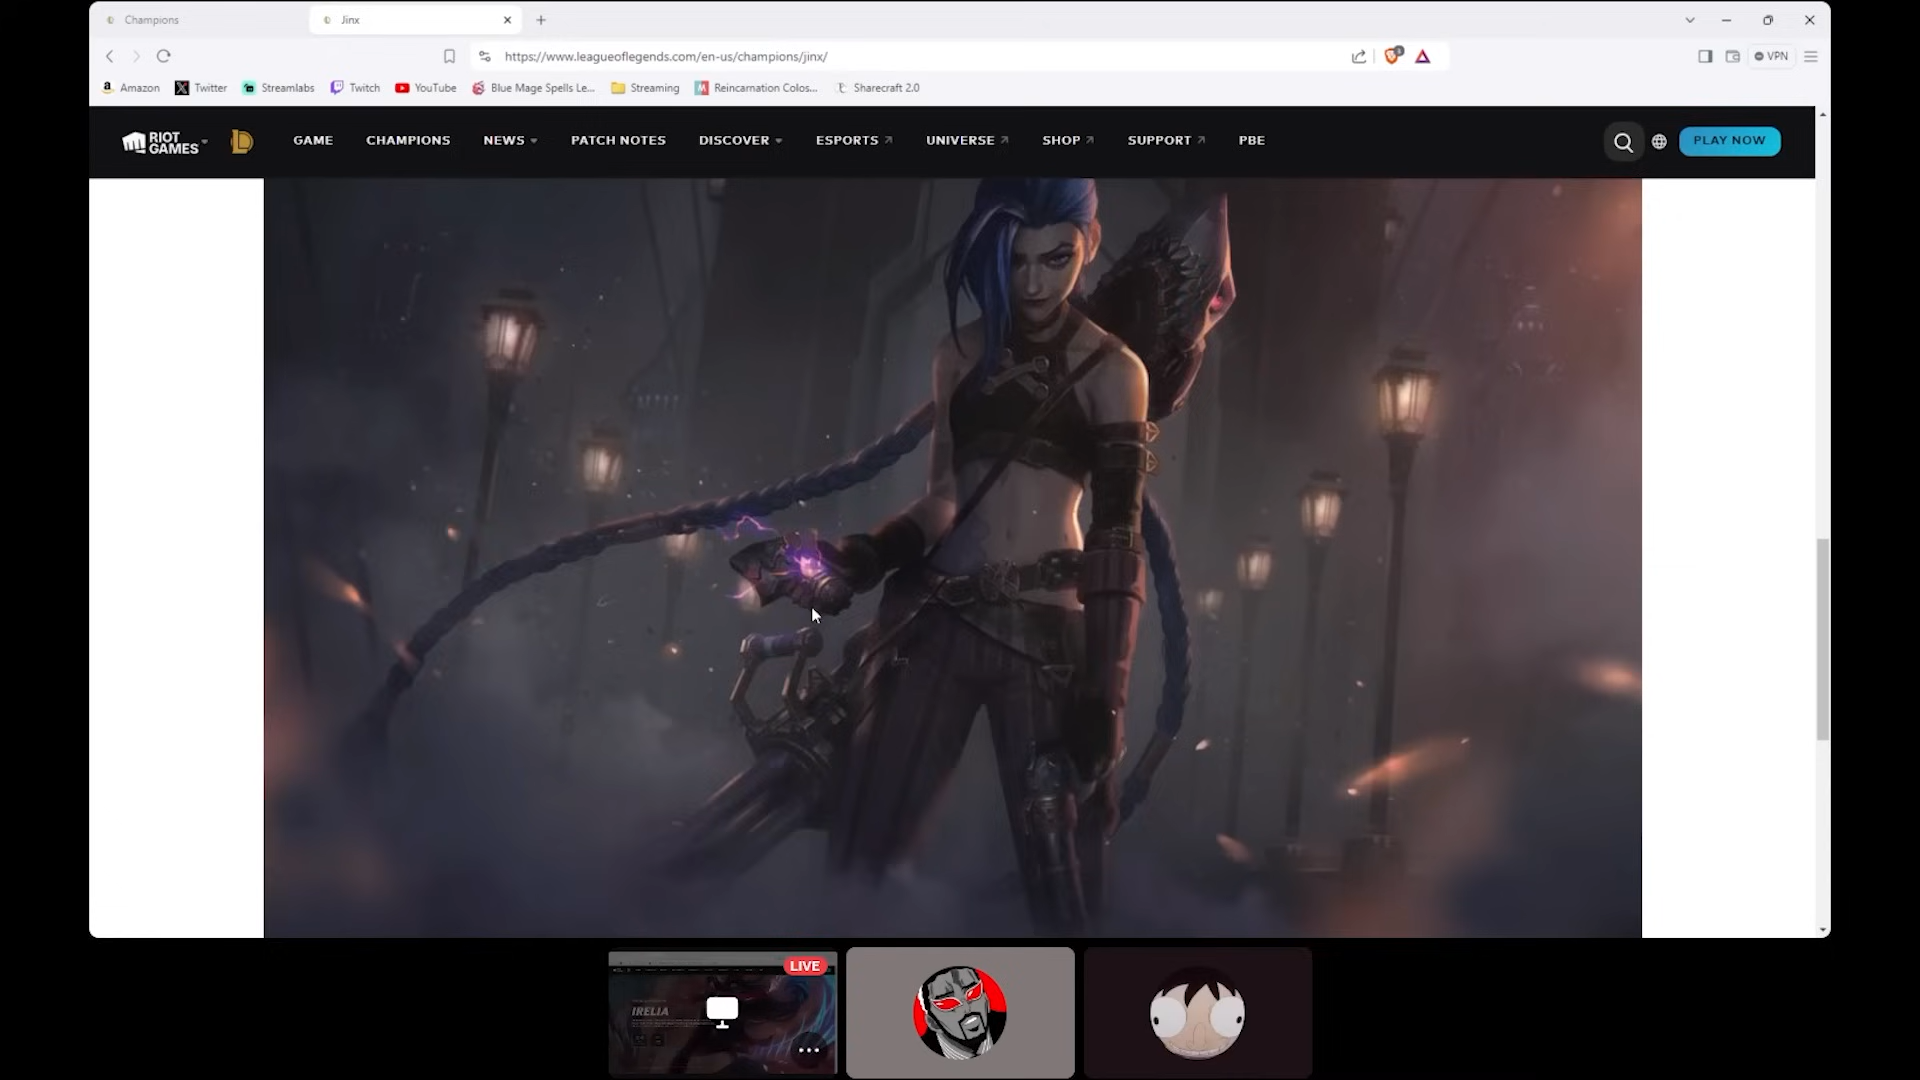 Champions
Jinx
https://www.leagueoflegends.com/en-us/champions/jinx/
VPN
Amazon
Twitter
Streamlabs
Twitch
YouTube
Blue Mage Spells Le...
Streaming
Reincarnation Colos...
Sharecraft 2.0
RIOT GAMES
GAME
CHAMPIONS
NEWS
PATCH NOTES
DISCOVER
ESPORTS
UNIVERSE
SHOP
SUPPORT
PBE
PLAY NOW
LIVE
IRELIA